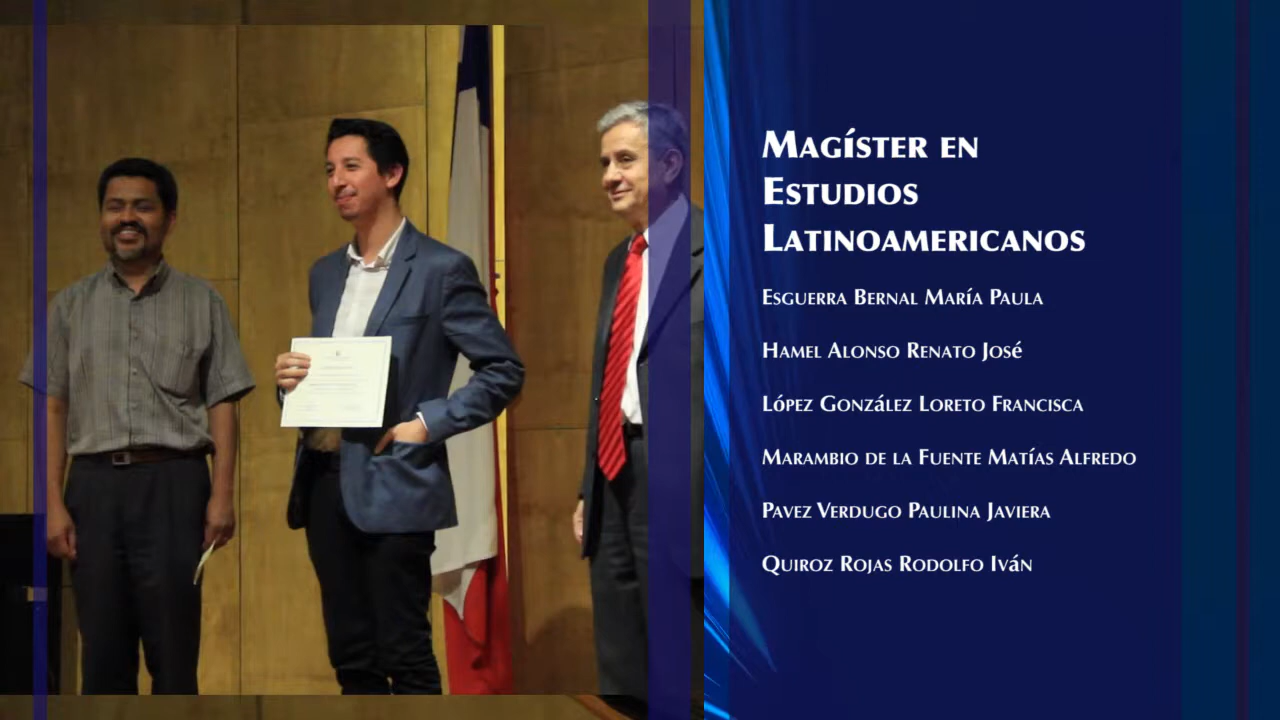 Magíster en
Estudios
Latinoamericanos
Esguerra Bernal María Paula
Hamel Alonso Renato José
López González Loreto Francisca
Marambio de la Fuente Matías Alfredo
Pavez Verdugo Paulina Javiera
Quiroz Rojas Rodolfo Iván